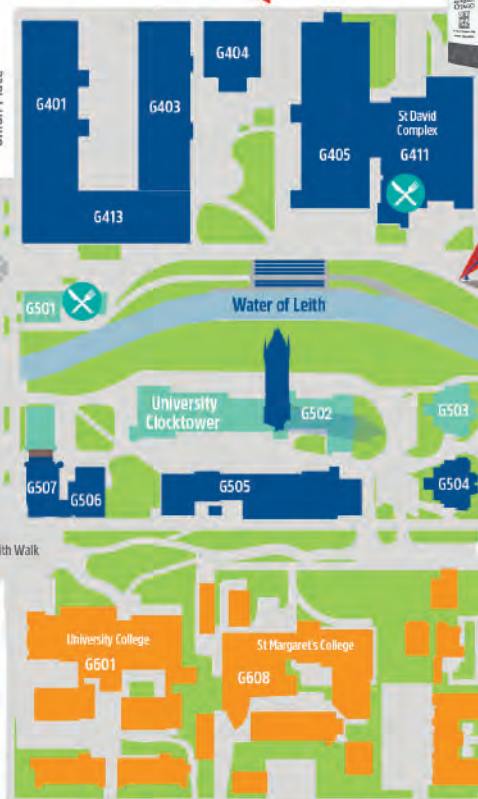 G404
G401
G403
St David
Complex
G405
G411
G413
G501
Water of Leith
University
Clocktower
G502
G503
G507
G506
G505
G504
ith Walk
University College
G601
St Margaret's College
G608